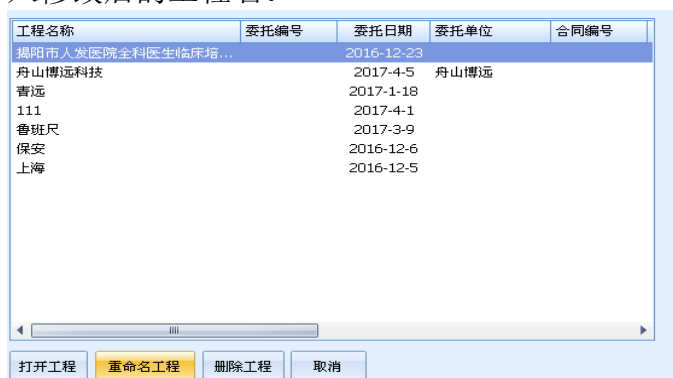 工程名称 委托编号 委托日期 委托单位 合同编号
揭阳市人发医院全科医生临床培... 2016-12-23
舟山博远科技 2017-4-5 舟山博远
青远 2017-1-18
111 2017-4-1
鲁班尺 2017-3-9
保安 2016-12-6
上海 2016-12-5
打开工程 重命名工程 删除工程 取消